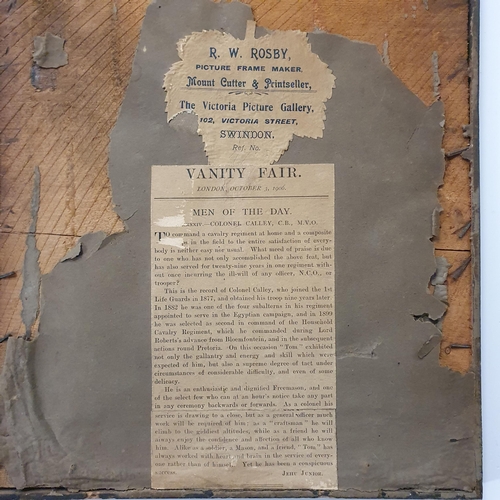 R. W. ROSBY,
PICTURE FRAME MAKER.
Mount Cutter & Printseller,
The Victoria Picture Gallery,
102, VICTORIA STREET,
SWINDON.
Ref. No.
VANITY FAIR.
LONDON, OCTOBER 3, 1906.
MEN OF THE DAY.
COLONEL CALLEY, C.B., M.V.O.
TO command a cavalry regiment at home and a composite
in the field to the entire satisfaction of every-
body is neither easy nor usual. What meed of praise is due
to one who has not only accomplished the above feat, but
has also served for twenty-nine years in one regiment with-
out once incurring the ill-will of any officer, N.C.O., or
trooper?
This is the record of Colonel Calley, who joined the 1st
Life Guards in 1877, and obtained his troop nine years later
In 1882 he was one of the four subalterns in his regiment
appointed to serve in the Egyptian campaign, and in 1899
he was selected as second in command of the Household
Cavalry Regiment, which he commanded during Lord
Roberts's advance from Bloemfontein, and in the subsequent
actions round Pretoria. On this occasion "Tom" exhibited
not only the gallantry and energy and skill which were
expected of him, but also a supreme degree of tact under
circumstances of considerable difficulty, and even of some
delicacy.
He is an enthusiastic and dignified Freemason, and one
of the select few who can at an hour's notice take any part
in any ceremony backwards or forwards. As a colonel his
service is drawing to a close, but as a general officer much
work will be required of him; as a "craftsman" he will
climb to the giddiest altitudes, while as a friend he will
always enjoy the confidence and affection of all who know
him. Alike as a soldier, a Mason, and a friend, "Tom" has
always worked with heart and brain in the service of every-
one rather than of himself. Yet he has been a conspicuous
success.
JEHU JUNIOR.